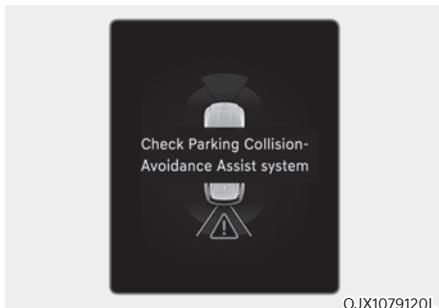 Check Parking Collision-
Avoidance Assist system
OJX1079120L